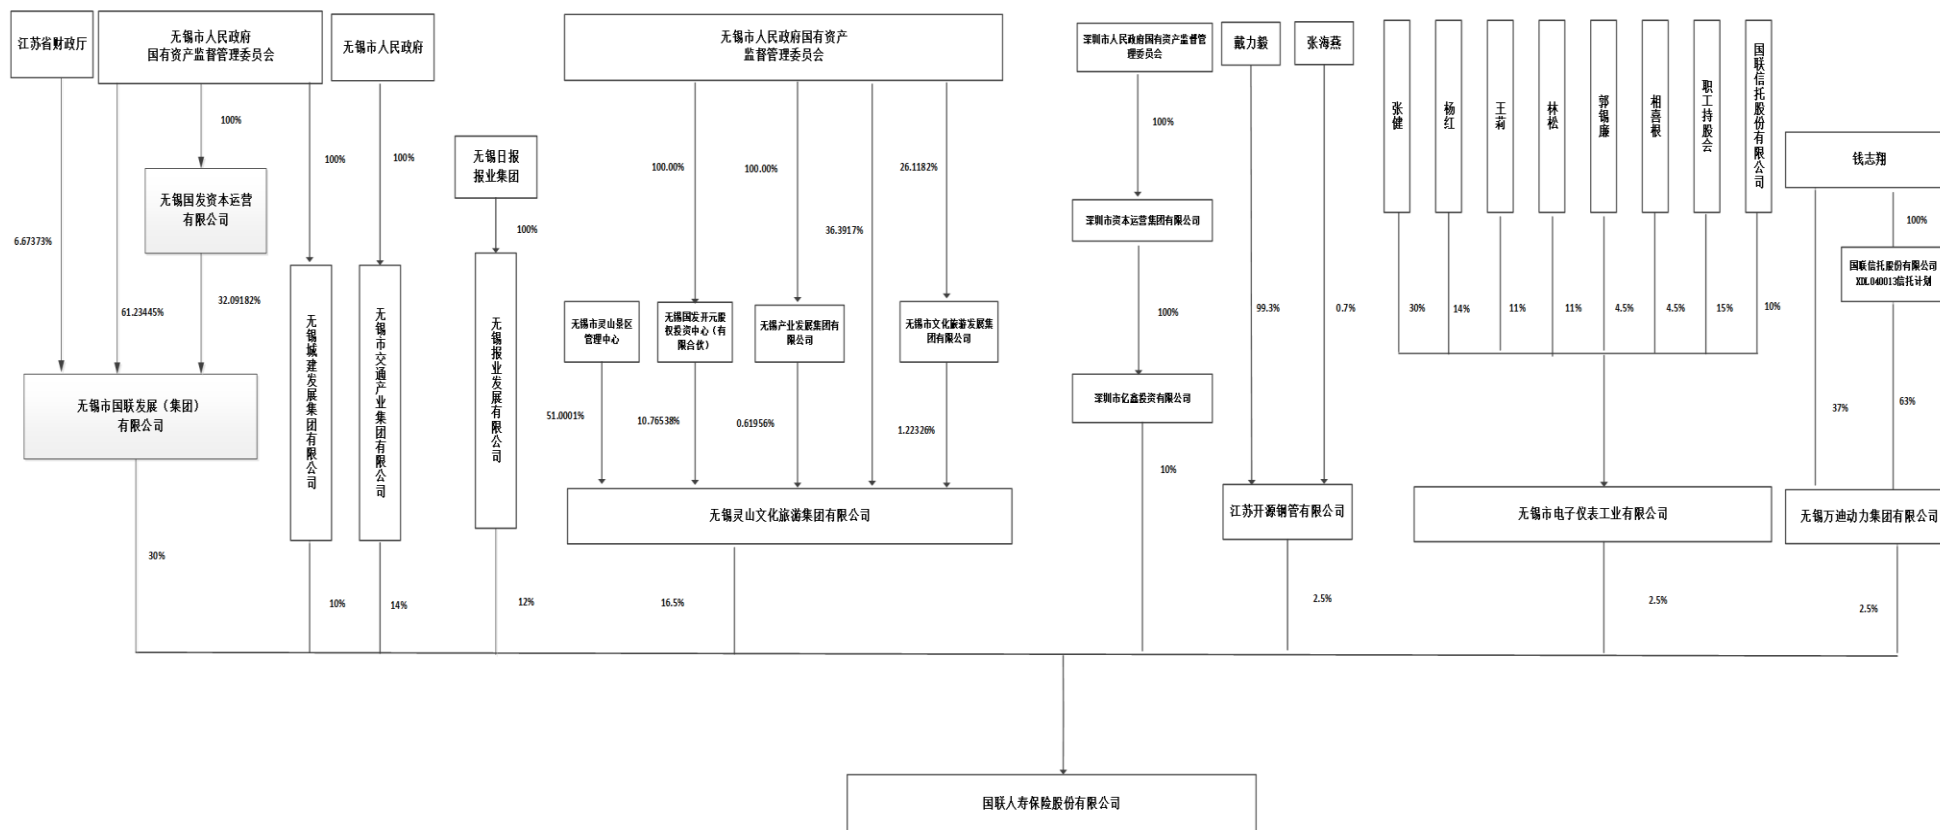 江苏省财政厅
无锡市人民政府
国有资产监督管理委员会
无锡市人民政府
无锡市人民政府国有资产
监督管理委员会
深圳市人民政府国有资产监督管
理委员会
戴力毅
张海燕
张健
杨红
王莉
林松
郭锡廉
相喜根
职工持股会
国联信托股份有限公司
钱志翔
100%
100%
100%
无锡日报
报业集团
100.00%
100.00%
26.1182%
100%
无锡国发资本运营
有限公司
深圳市资本运营集团有限公司
100%
6.67373%
100%
36.3917%
国联信托股份有限公司
XDL040013信托计划
61.23445%
32.09182%
无锡城建发展集团有限公司
无锡市交通产业集团有限公司
无锡报业发展有限公司
无锡市灵山景区
管理中心
无锡国发开元股
权投资中心（有
限合伙）
无锡产业发展集团有
限公司
无锡市文化旅游发展集
团有限公司
100%
99.3%
0.7%
30%
14%
11%
11%
4.5%
4.5%
15%
10%
无锡市国联发展（集团）
有限公司
深圳市亿鑫投资有限公司
51.0001%
10.76538%
0.61956%
1.22326%
37%
63%
10%
无锡灵山文化旅游集团有限公司
江苏开源钢管有限公司
无锡市电子仪表工业有限公司
无锡万迪动力集团有限公司
30%
10%
14%
12%
16.5%
2.5%
2.5%
2.5%
国联人寿保险股份有限公司